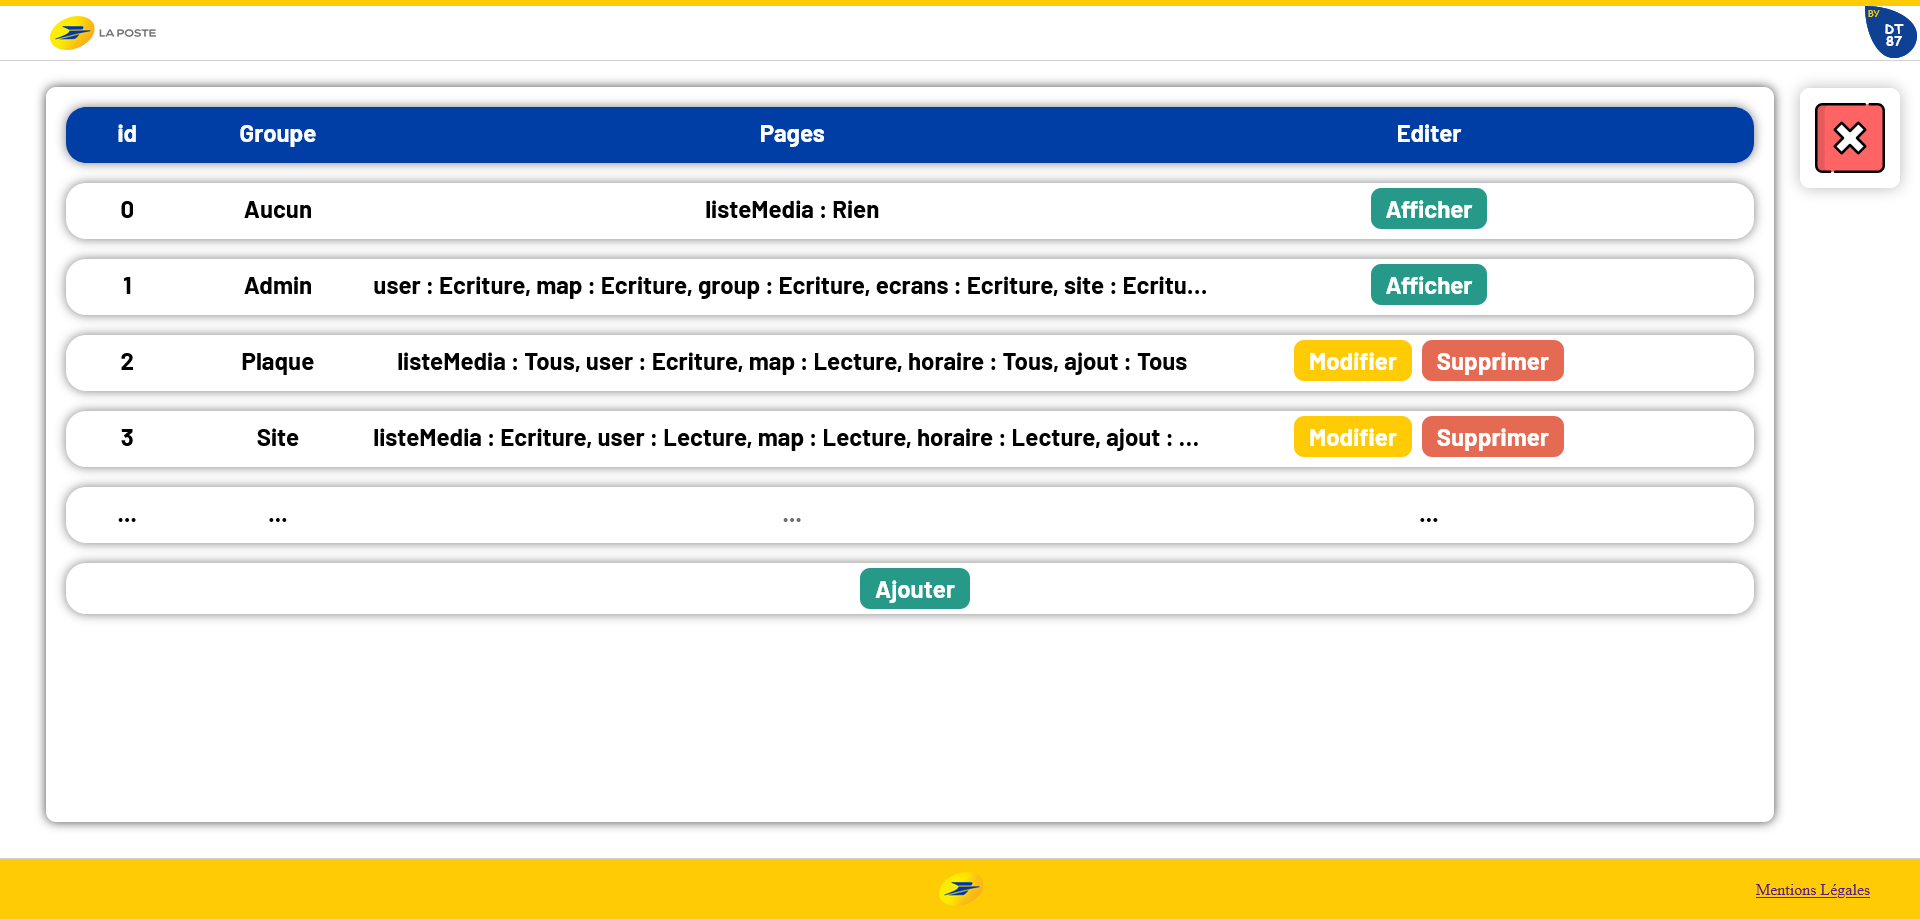 LA POSTE
BY
DT
87
id Groupe Pages Editer
0 Aucun listeMedia : Rien Afficher
1 Admin user : Ecriture, map : Ecriture, group : Ecriture, ecrans : Ecriture, site : Ecritu... Afficher
2 Plaque listeMedia : Tous, user : Ecriture, map : Lecture, horaire : Tous, ajout : Tous Modifier Supprimer
3 Site listeMedia : Ecriture, user : Lecture, map : Lecture, horaire : Lecture, ajout : ... Modifier Supprimer
... ... ... ...
Ajouter
Mentions Légales